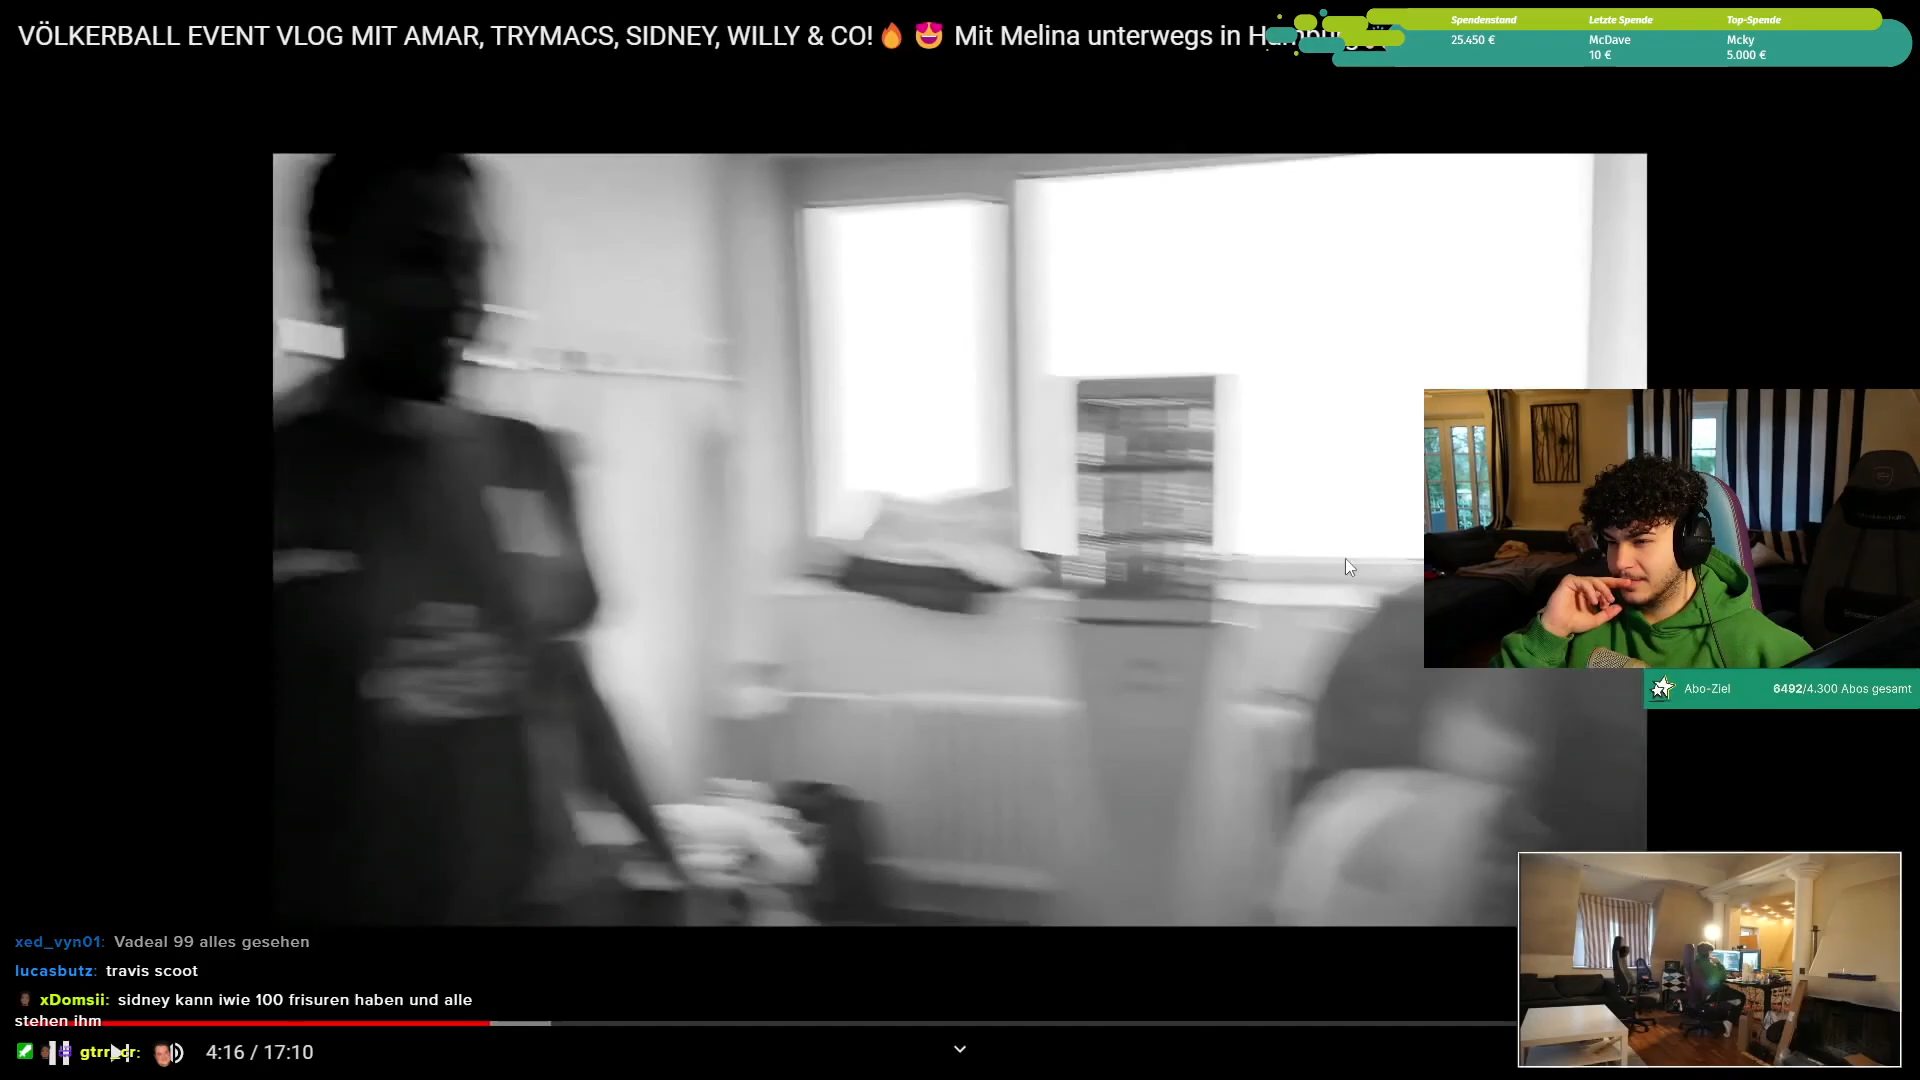 VÖLKERBALL EVENT VLOG MIT AMAR, TRYMACS, SIDNEY, WILLY & CO!🔥 😍 Mit Melina unterwegs in Hamburg
Spendenstand Letzte Spende Top-Spende
25.450 € McDave Mcky
10 € 5.000 €
Abo-Ziel 6492/4.300 Abos gesamt
xed_vyn01: Vadeal 99 alles gesehen
lucasbutz: travis scoot
xDomsii: sidney kann iwie 100 frisuren haben und alle
stehen ihm
4:16 / 17:10